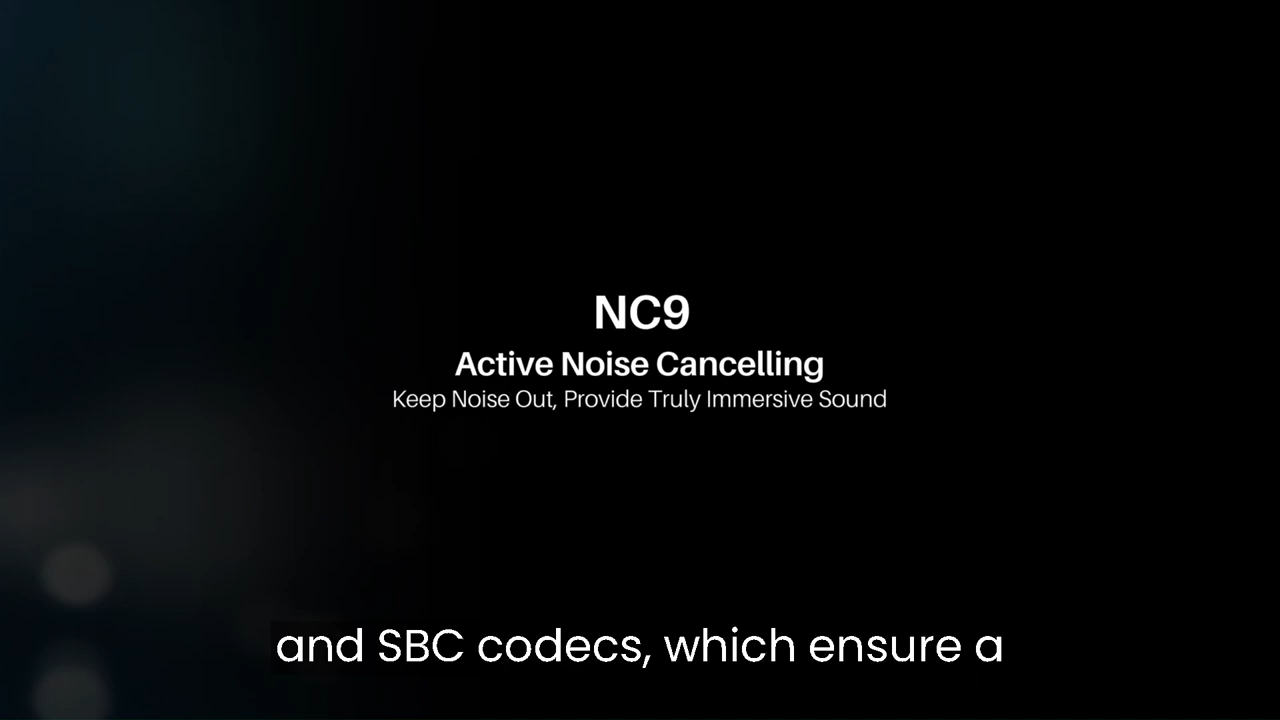 NC9
Active Noise Cancelling
Keep Noise Out, Provide Truly Immersive Sound
and SBC codecs, which ensure a